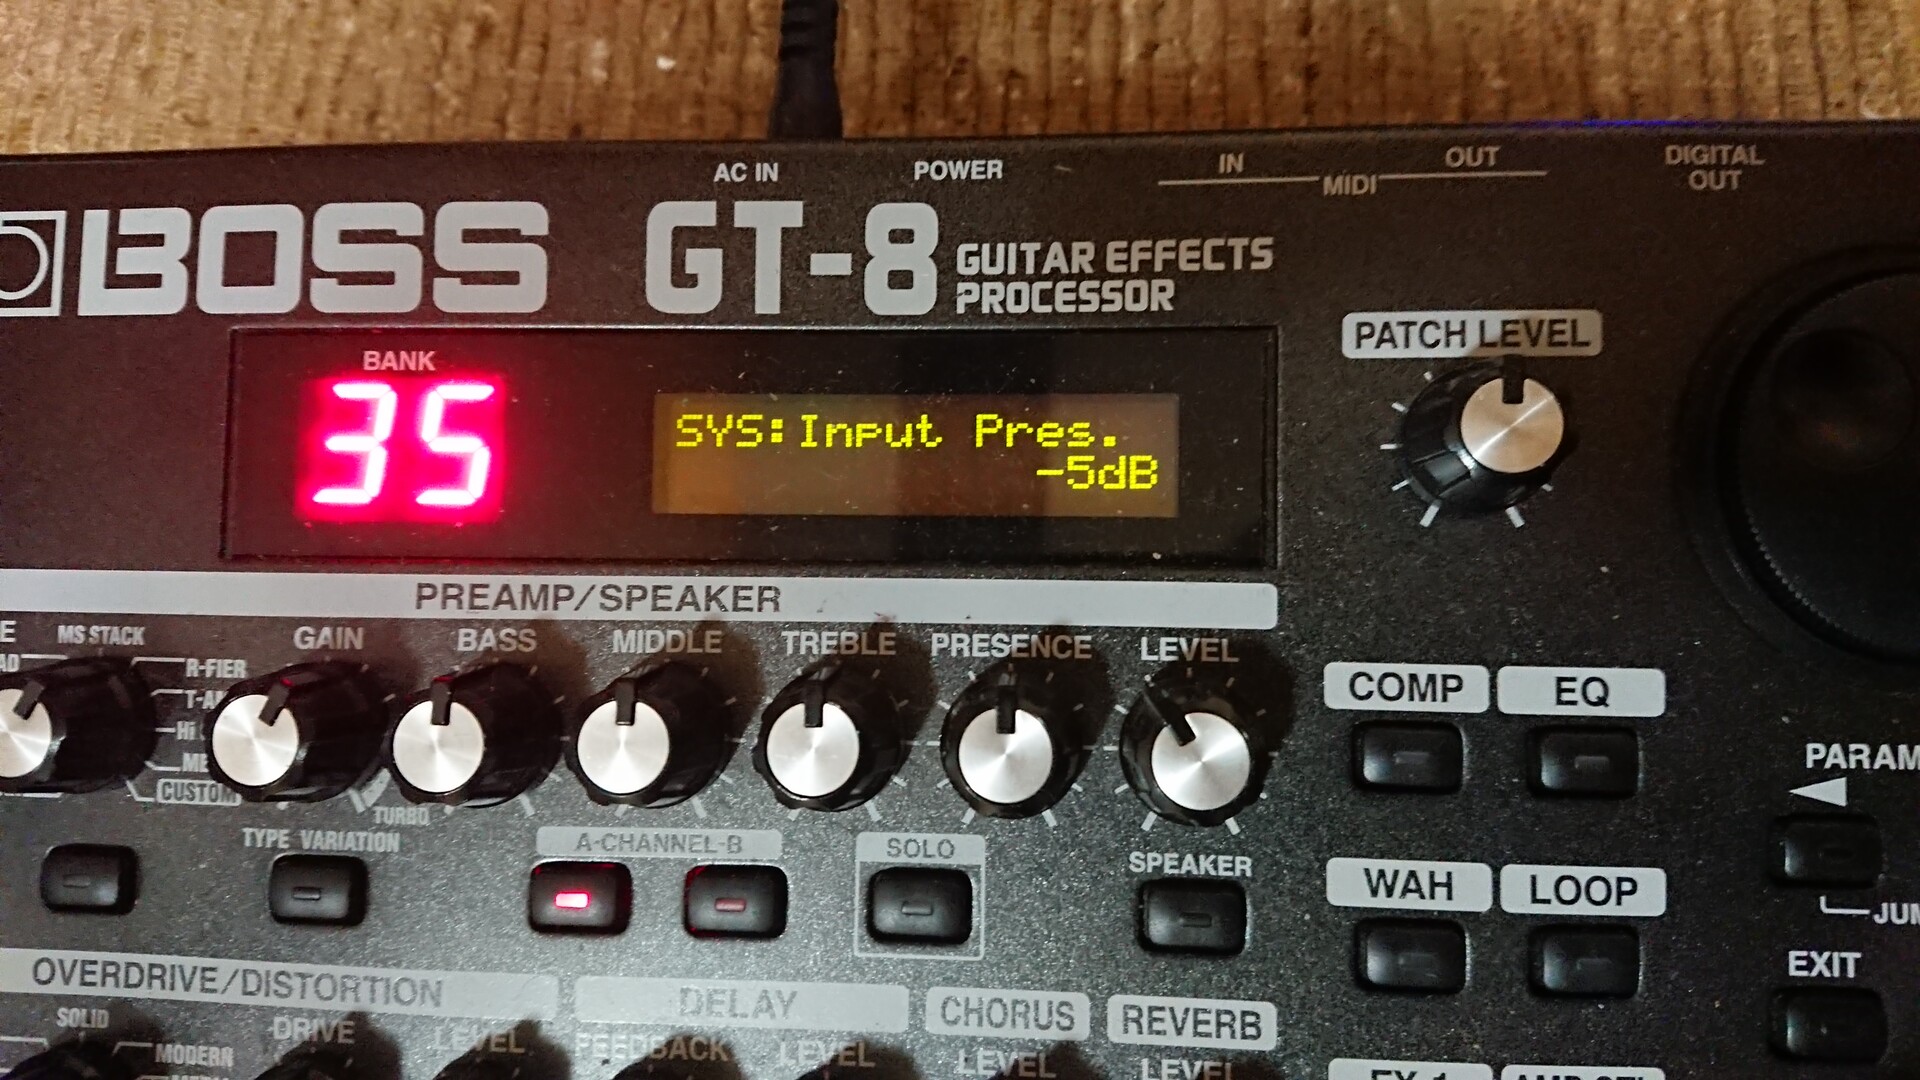 AC IN
POWER
IN
OUT
MIDI
DIGITAL
OUT
BOSS
GT-8
GUITAR EFFECTS
PROCESSOR
PATCH LEVEL
BANK
35
SYS:Input Pres.
-5dB
PREAMP/SPEAKER
MS STACK
R-FIER
GAIN
BASS
MIDDLE
TREBLE
PRESENCE
LEVEL
CUSTOM
TURBO
COMP
EQ
PARAM
TYPE VARIATION
A-CHANNEL-B
SOLO
SPEAKER
WAH
LOOP
EXIT
OVERDRIVE/DISTORTION
DELAY
CHORUS
REVERB
SOLID
MODERN
DRIVE
LEVEL
FEEDBACK
LEVEL
LEVEL
LEVEL